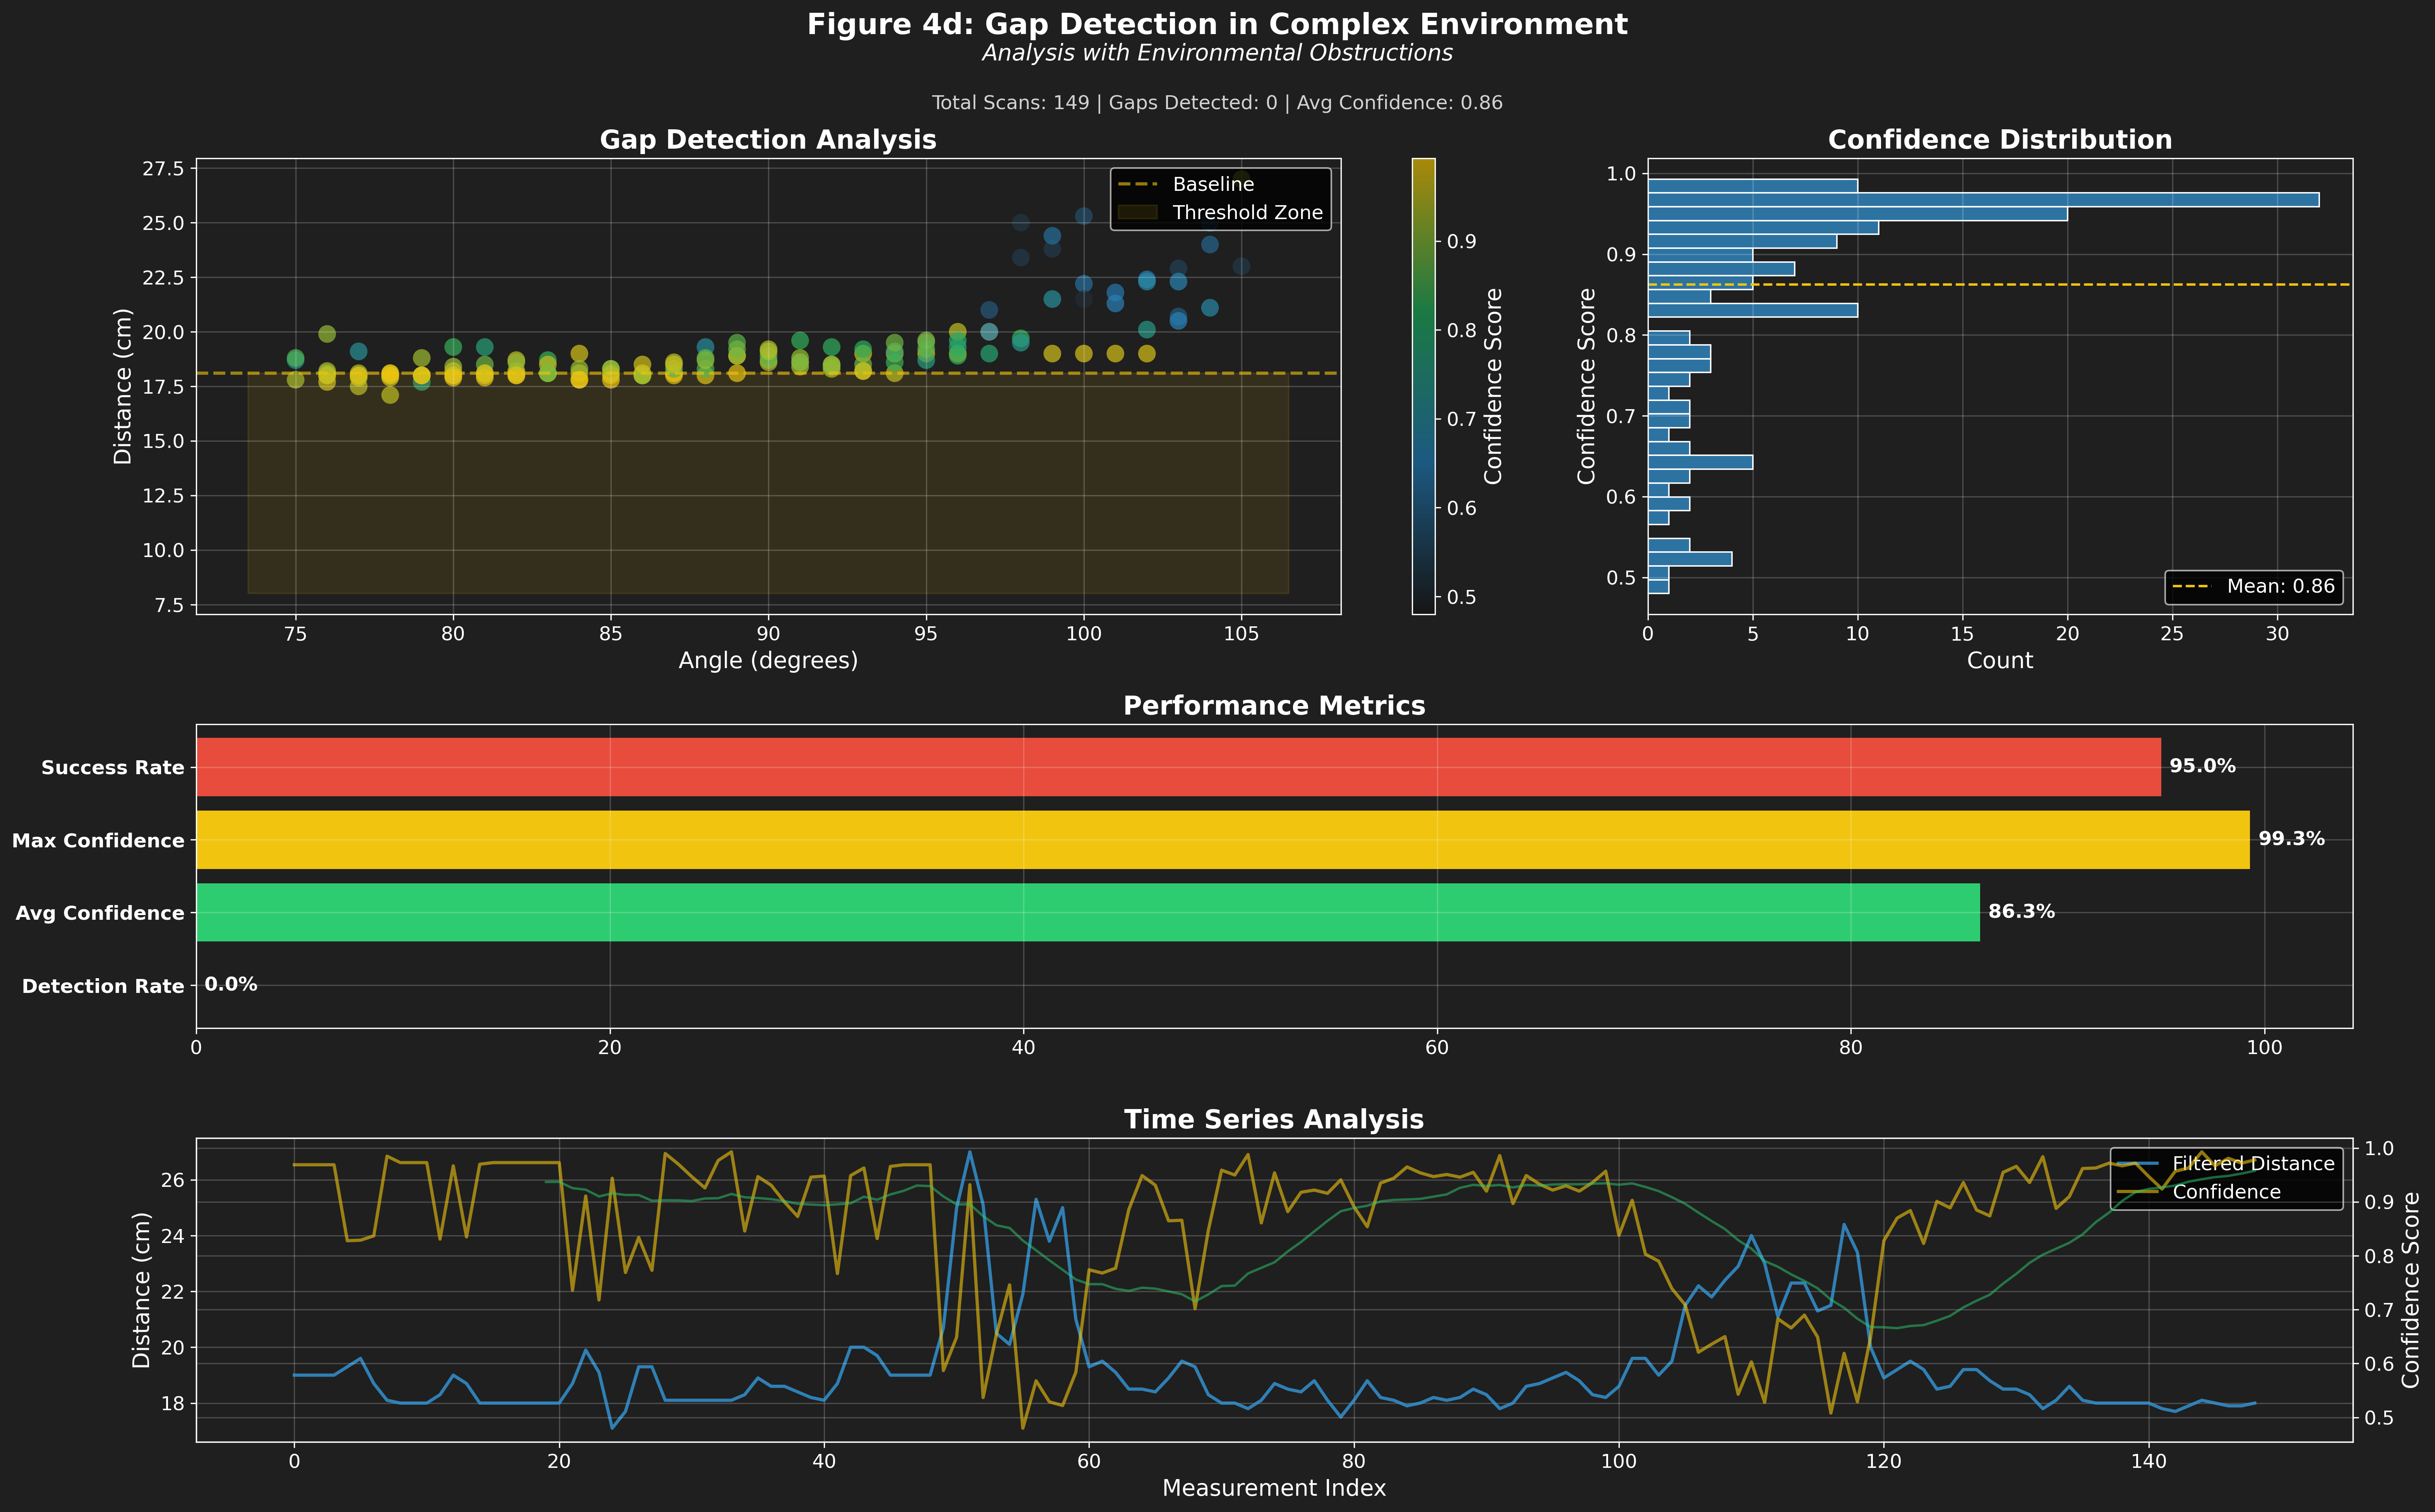 Figure 4d: Gap Detection in Complex Environment
Analysis with Environmental Obstructions
Total Scans: 149 | Gaps Detected: 0 | Avg Confidence: 0.86
Gap Detection Analysis
27.5
25.0
22.5
20.0
17.5
15.0
12.5
10.0
7.5
Distance (cm)
75
80
85
90
95
100
105
Angle (degrees)
Baseline
Threshold Zone
0.9
0.8
0.7
0.6
0.5
Confidence Score
Confidence Distribution
1.0
0.9
0.8
0.7
0.6
0.5
Confidence Score
0
5
10
15
20
25
30
Count
Mean: 0.86
Performance Metrics
Success Rate
95.0%
Max Confidence
99.3%
Avg Confidence
86.3%
Detection Rate
0.0%
0
20
40
60
80
100
Time Series Analysis
26
24
22
20
18
Distance (cm)
0
20
40
60
80
100
120
140
Measurement Index
Filtered Distance
Confidence
1.0
0.9
0.8
0.7
0.6
0.5
Confidence Score